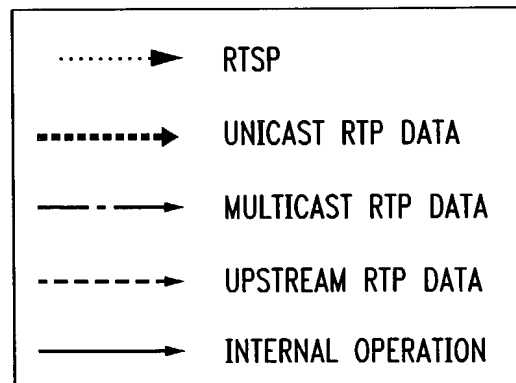 RTSP
UNICAST RTP DATA
MULTICAST RTP DATA
UPSTREAM RTP DATA
INTERNAL OPERATION